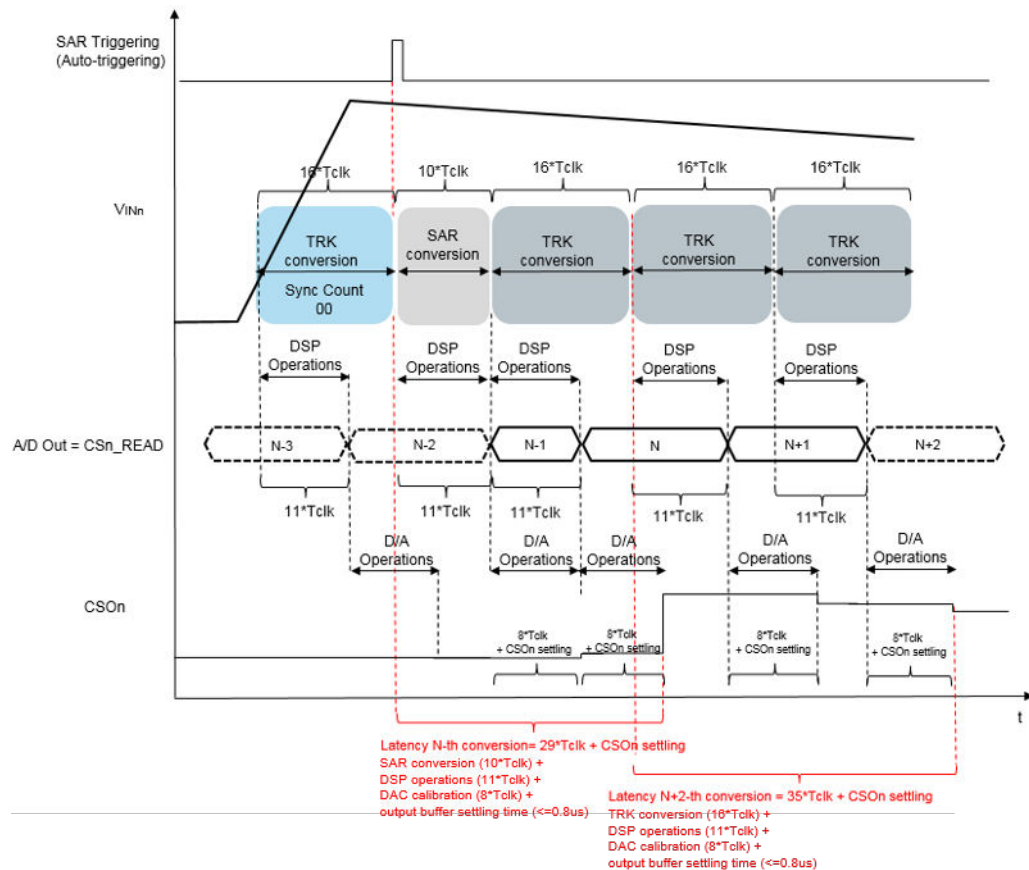 SAR Triggering
(Auto-triggering)
16*Tclk
10*Tclk
16*Tclk
16*Tclk
16*Tclk
VINn
TRK
conversion
Sync Count
00
SAR
conversion
TRK
conversion
TRK
conversion
TRK
conversion
DSP
Operations
DSP
Operations
DSP
Operations
DSP
Operations
DSP
Operations
A/D Out = CSn_READ
N-3
N-2
N-1
N
N+1
N+2
11*Tclk
11*Tclk
11*Tclk
11*Tclk
11*Tclk
D/A
Operations
D/A
Operations
D/A
Operations
D/A
Operations
D/A
Operations
CSOn
8*Tclk
+ CSOn settling
8*Tclk
+ CSOn settling
8*Tclk
+ CSOn settling
8*Tclk
+ CSOn settling
t
Latency N-th conversion= 29*Tclk + CSOn settling
SAR conversion (10*Tclk) +
DSP operations (11*Tclk) +
DAC calibration (8*Tclk) +
output buffer settling time (<=0.8us)
Latency N+2-th conversion = 35*Tclk + CSOn settling
TRK conversion (16*Tclk) +
DSP operations (11*Tclk) +
DAC calibration (8*Tclk) +
output buffer settling time (<=0.8us)